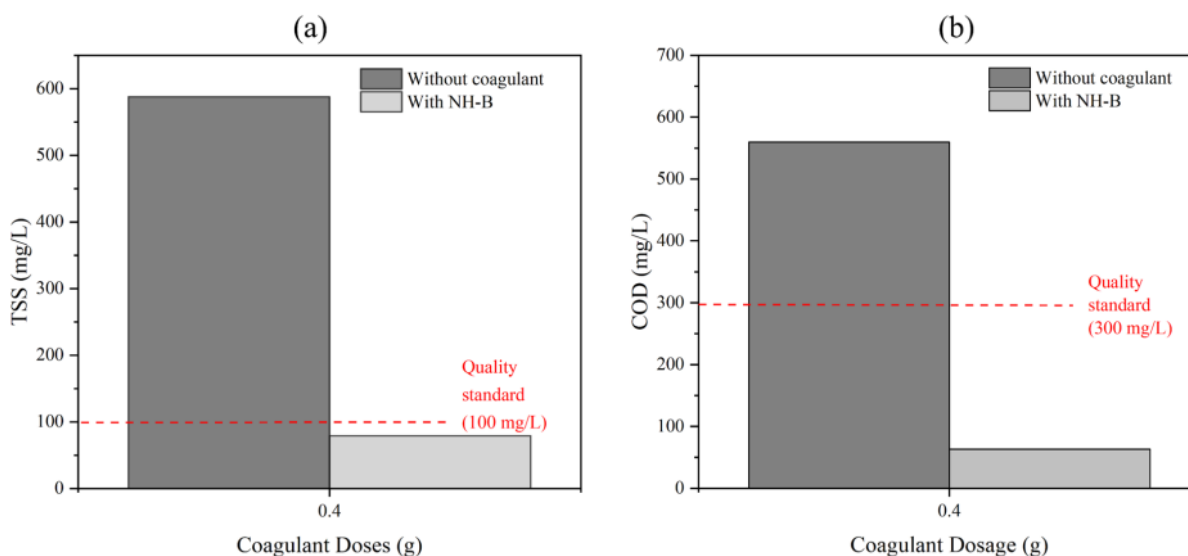 (a)
Without coagulant
With NH-B
600
500
400
300
200
100
0
TSS (mg/L)
Quality
standard
(100 mg/L)
0.4
Coagulant Doses (g)
(b)
Without coagulant
With NH-B
700
600
500
400
300
200
100
0
COD (mg/L)
Quality
standard
(300 mg/L)
0.4
Coagulant Dosage (g)